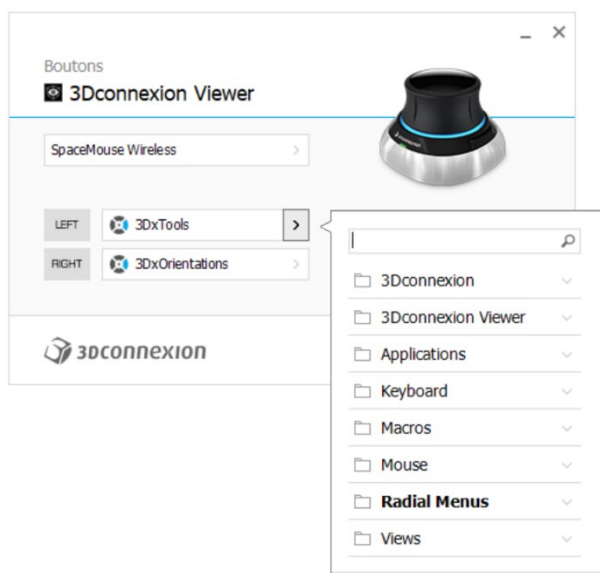 Boutons
3Dconnexion Viewer
SpaceMouse Wireless
LEFT
3DxTools
RIGHT
3DxOrientations
3DCONNEXION
3Dconnexion
3Dconnexion Viewer
Applications
Keyboard
Macros
Mouse
Radial Menus
Views